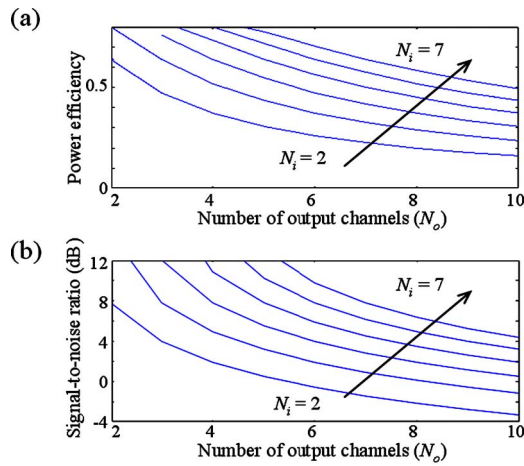 (a)
Power efficiency
0.5
0
N_i = 7
N_i = 2
2 4 6 8 10
Number of output channels (N_o)
(b)
Signal-to-noise ratio (dB)
12
8
4
0
-4
N_i = 7
N_i = 2
2 4 6 8 10
Number of output channels (N_o)